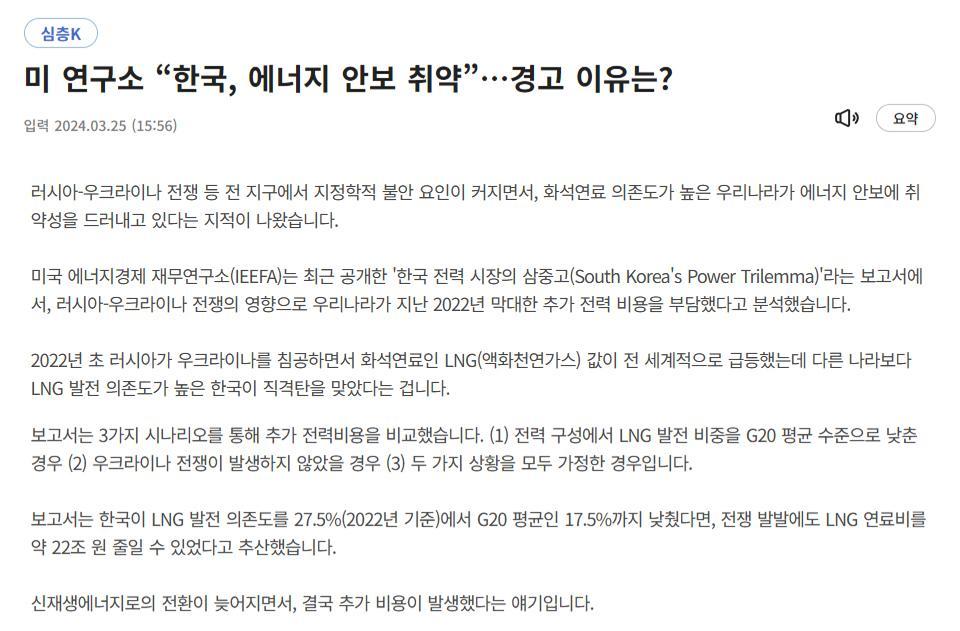 심층K
미 연구소 “한국, 에너지 안보 취약”…경고 이유는?
입력 2024.03.25 (15:56)
요약
러시아-우크라이나 전쟁 등 전 지구에서 지정학적 불안 요인이 커지면서, 화석연료 의존도가 높은 우리나라가 에너지 안보에 취
약성을 드러내고 있다는 지적이 나왔습니다.
미국 에너지경제 재무연구소(IEEFA)는 최근 공개한 '한국 전력 시장의 삼중고(South Korea's Power Trilemma)'라는 보고서에
서, 러시아-우크라이나 전쟁의 영향으로 우리나라가 지난 2022년 막대한 추가 전력 비용을 부담했다고 분석했습니다.
2022년 초 러시아가 우크라이나를 침공하면서 화석연료인 LNG(액화천연가스) 값이 전 세계적으로 급등했는데 다른 나라보다
LNG 발전 의존도가 높은 한국이 직격탄을 맞았다는 겁니다.
보고서는 3가지 시나리오를 통해 추가 전력비용을 비교했습니다. (1) 전력 구성에서 LNG 발전 비중을 G20 평균 수준으로 낮춘
경우 (2) 우크라이나 전쟁이 발생하지 않았을 경우 (3) 두 가지 상황을 모두 가정한 경우입니다.
보고서는 한국이 LNG 발전 의존도를 27.5%(2022년 기준)에서 G20 평균인 17.5%까지 낮췄다면, 전쟁 발발에도 LNG 연료비를
약 22조 원 줄일 수 있었다고 추산했습니다.
신재생에너지로의 전환이 늦어지면서, 결국 추가 비용이 발생했다는 얘기입니다.